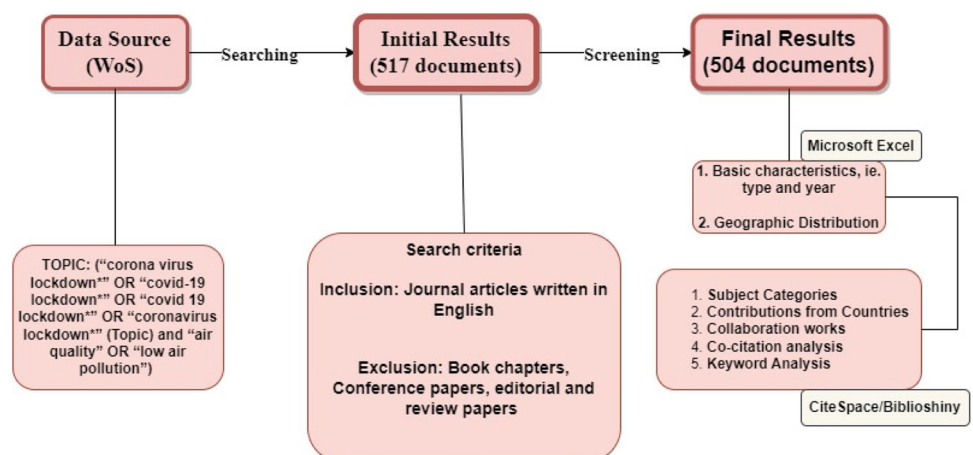 Data Source
(WoS)
Searching
Initial Results
(517 documents)
Screening
Final Results
(504 documents)
TOPIC: (“corona virus
lockdown*” OR “covid-19
lockdown*” OR “covid 19
lockdown*” OR “coronavirus
lockdown*” (Topic) and “air
quality” OR “low air
pollution”)
Search criteria
Inclusion: Journal articles written in
English
Exclusion: Book chapters,
Conference papers, editorial and
review papers
Microsoft Excel
1. Basic characteristics, ie.
type and year
2. Geographic Distribution
1. Subject Categories
2. Contributions from Countries
3. Collaboration works
4. Co-citation analysis
5. Keyword Analysis
CiteSpace/Biblioshiny